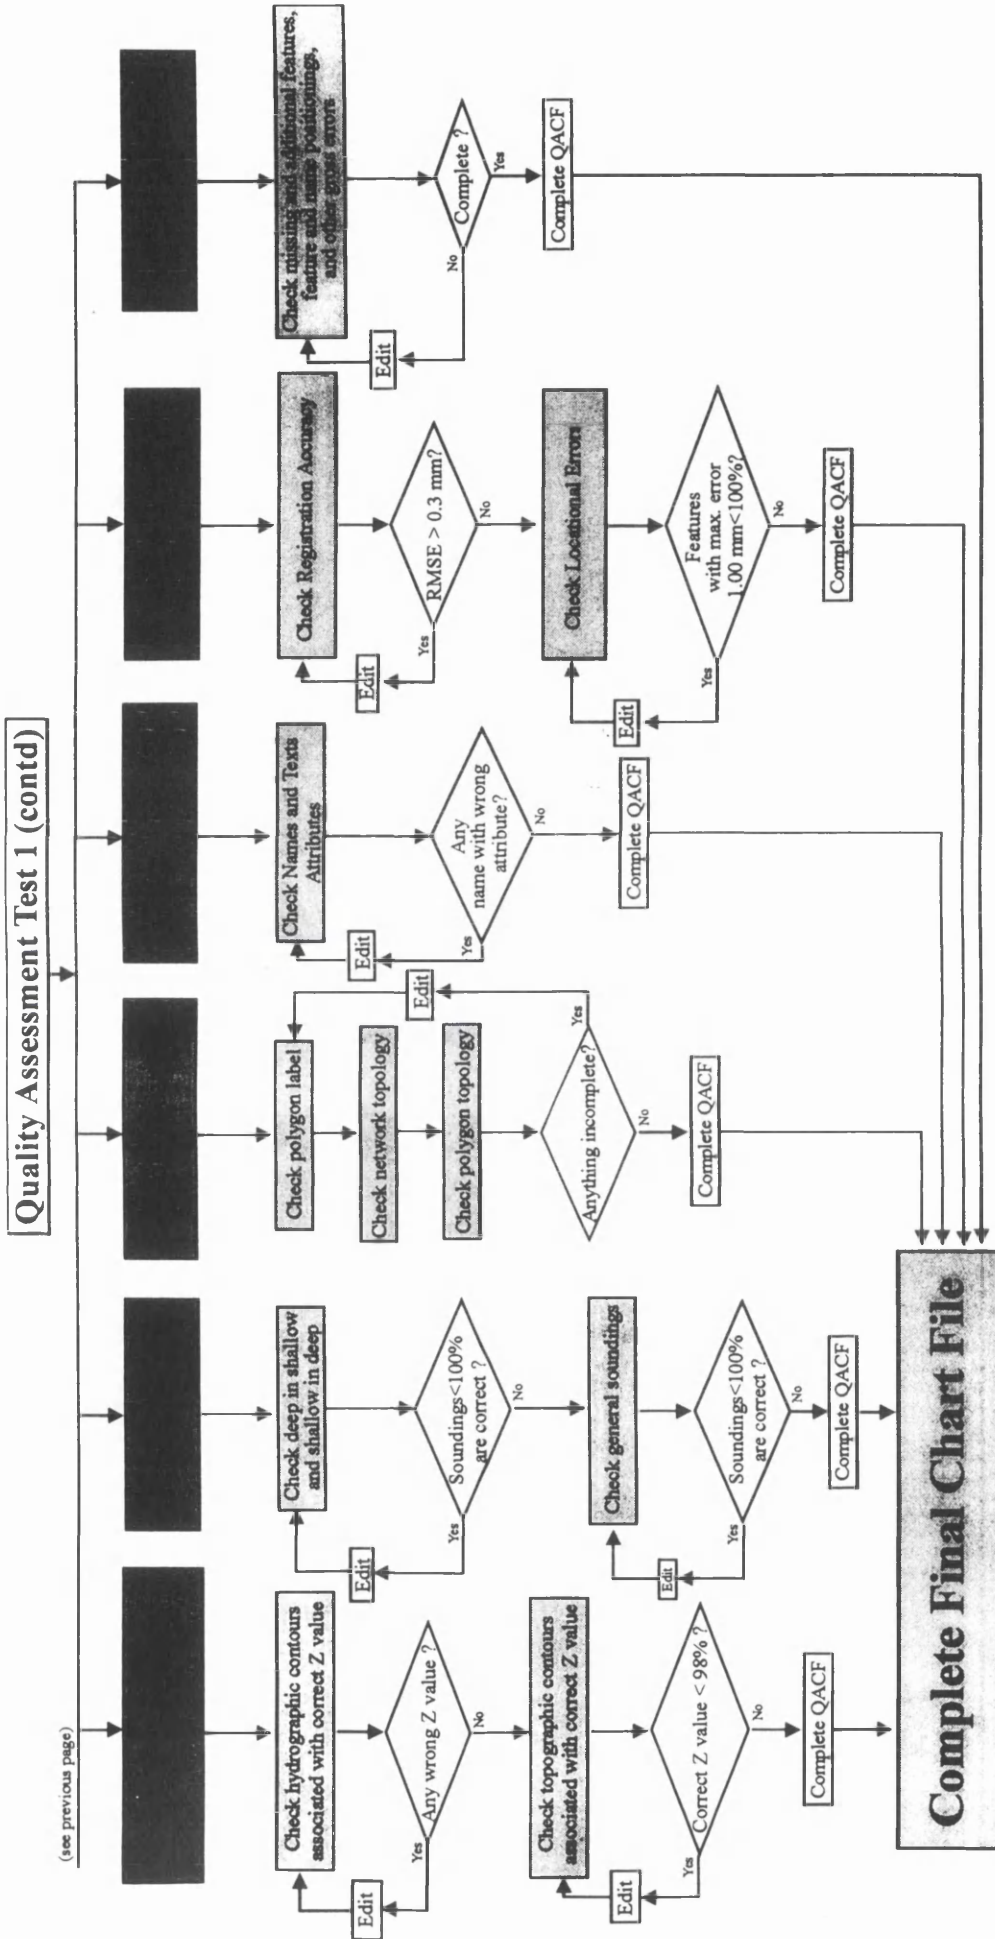 Quality Assessment Test 1 (contd)
(see previous page)
Check hydrographic contours
associated with correct Z value
Any wrong Z value ?
Yes
Edit
No
Check topographic contours
associated with correct Z value
Correct Z value < 98% ?
Yes
Edit
No
Complete QACF
Check deep in shallow
and shallow in deep
Soundings<100%
are correct ?
Yes
Edit
No
Check general soundings
Soundings<100%
are correct ?
Yes
Edit
No
Complete QACF
Check polygon label
Check network topology
Check polygon topology
Anything incomplete?
Yes
Edit
No
Complete QACF
Check Names and Texts
Attributes
Any
name with wrong
attribute?
Yes
Edit
No
Complete QACF
Check Registration Accuracy
RMSE > 0.3 mm?
Yes
Edit
No
Check Locational Errors
Features
with max. error
1.00 mm<100%?
Yes
Edit
No
Complete QACF
Check missing and additional features,
feature and name positionings,
and other gross errors
Complete ?
No
Edit
Yes
Complete QACF
Complete Final Chart File